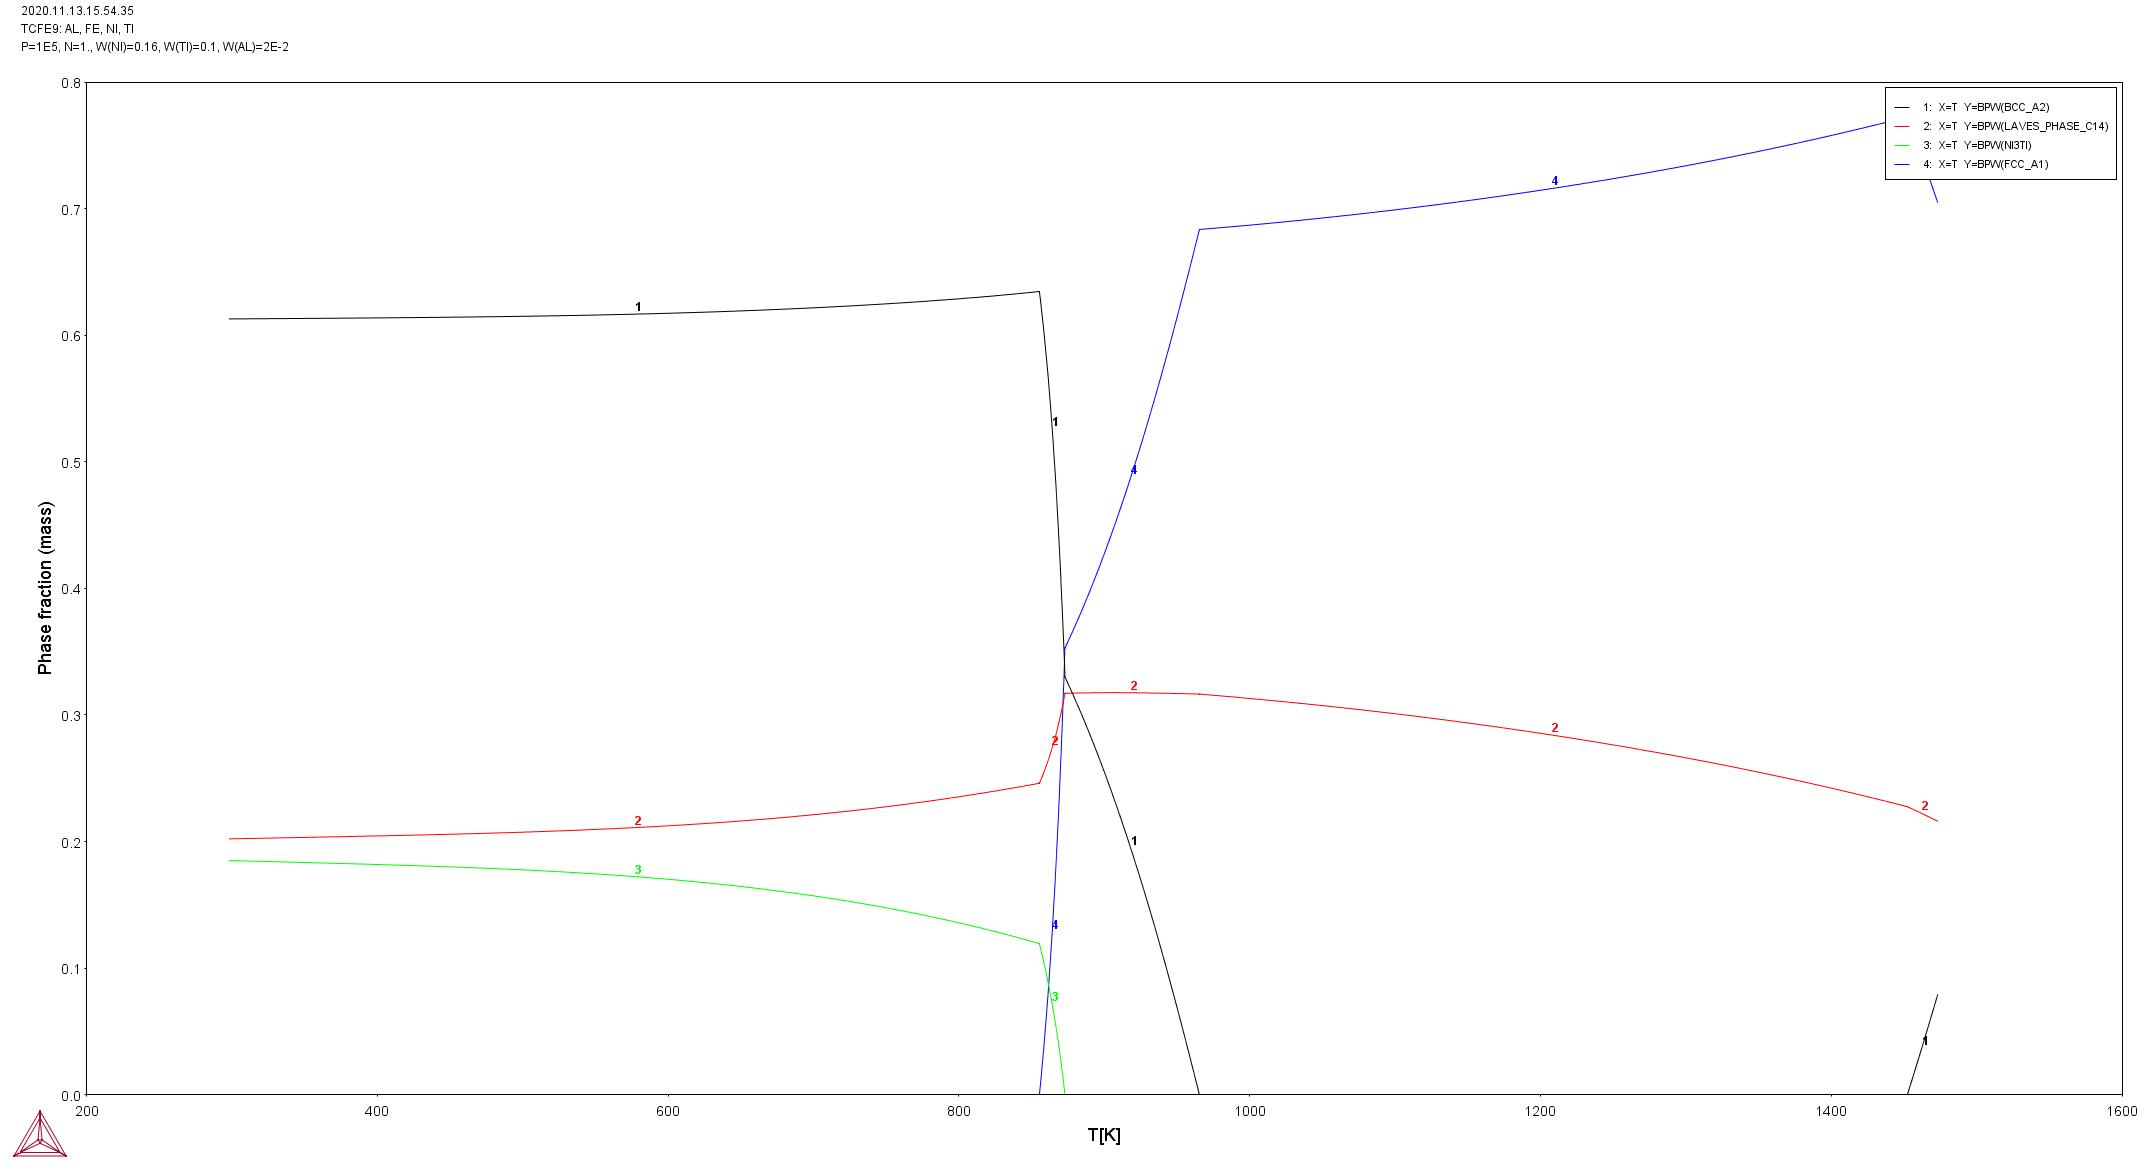 2020.11.13.15.54.35
TCFE9: AL, FE, NI, TI
P=1E5, N=1., W(NI)=0.16, W(TI)=0.1, W(AL)=2E-2
0.8
0.7
0.6
0.5
0.4
0.3
0.2
0.1
0.0
Phase fraction (mass)
1: X=T Y=BPW(BCC_A2)
2: X=T Y=BPW(LAVES_PHASE_C14)
3: X=T Y=BPW(NI3TI)
4: X=T Y=BPW(FCC_A1)
4
1
1
4
2
2
2
2
2
3
1
4
3
1
200 400 600 800 1000 1200 1400 1600
T[K]